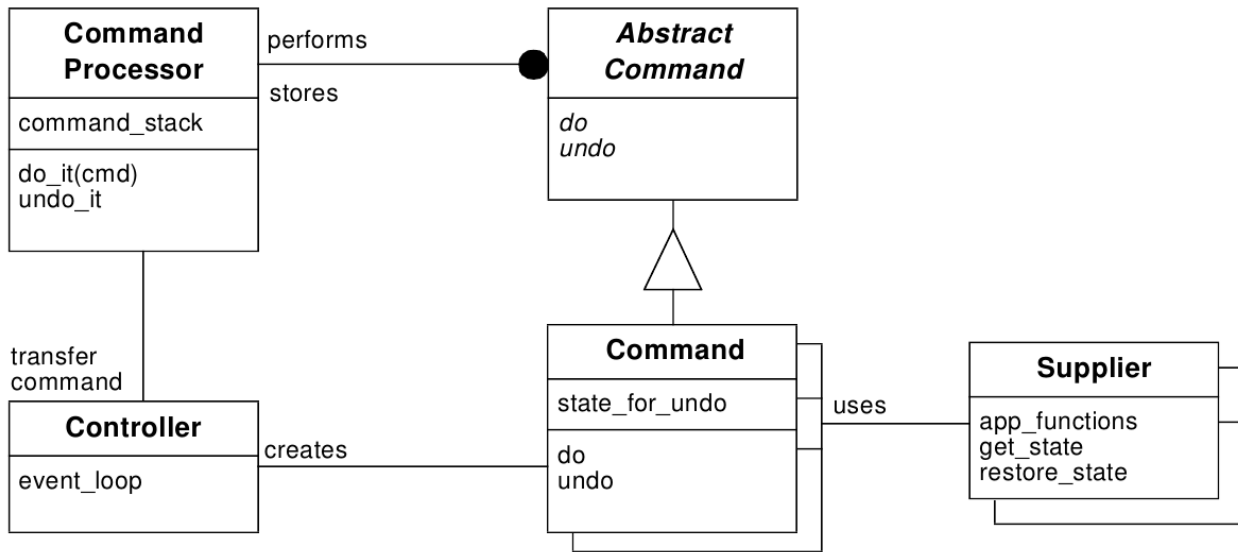 Command
Processor
command_stack
do_it(cmd)
undo_it
performs
stores
Abstract
Command
do
undo
transfer
command
Controller
event_loop
creates
Command
state_for_undo
do
undo
uses
Supplier
app_functions
get_state
restore_state